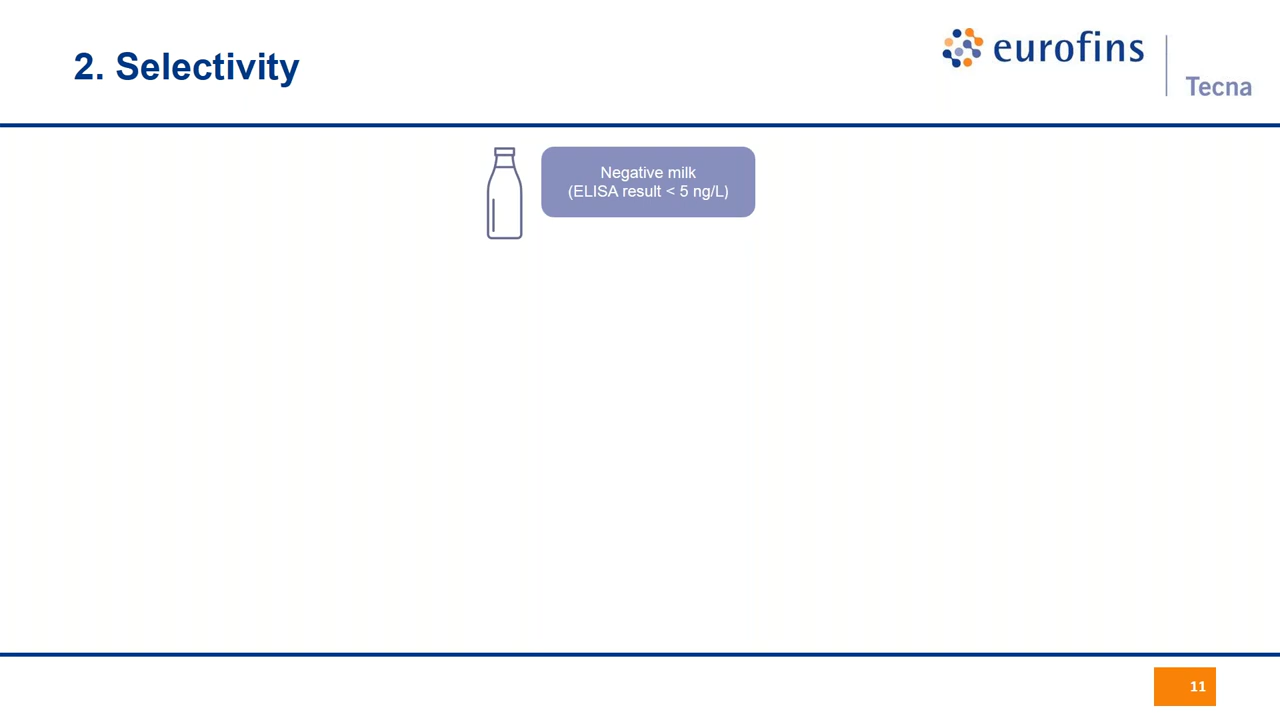 2. Selectivity
eurofins
Tecna
Negative milk
(ELISA result < 5 ng/L)
11